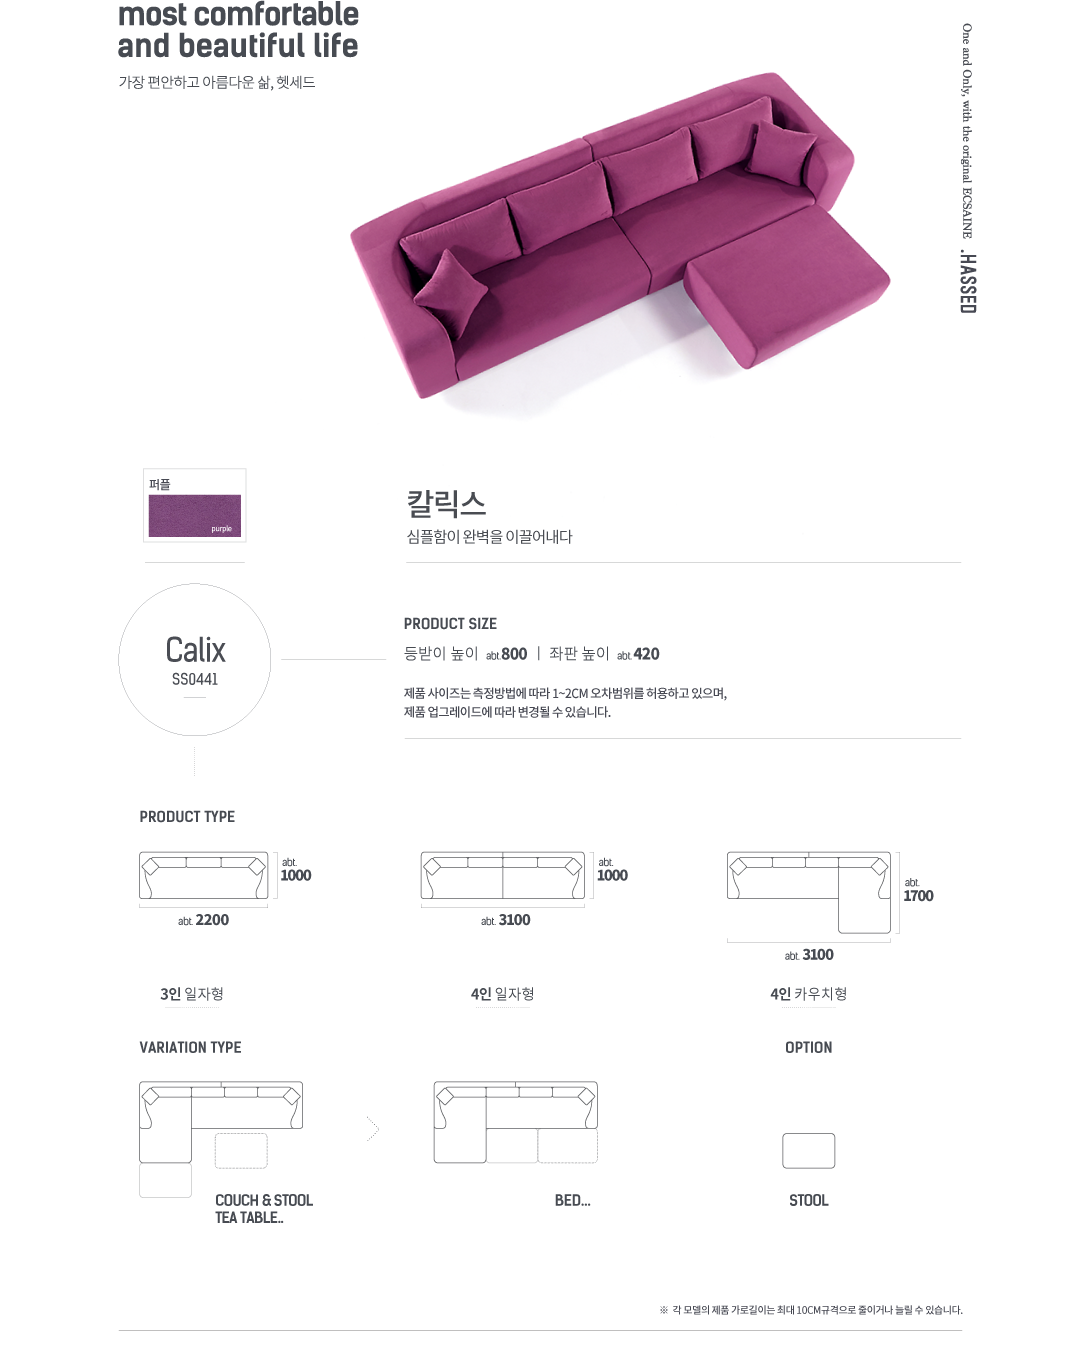 most comfortable
and beautiful life
가장 편안하고 아름다운 삶, 헷세드
One and Only, with the original ECSAINE .HASSED
퍼플
purple
칼릭스
심플함이 완벽을 이끌어내다
Calix
SS0441
PRODUCT SIZE
등받이 높이 abt.800 | 좌판 높이 abt.420
제품 사이즈는 측정방법에 따라 1~2CM 오차범위를 허용하고 있으며,
제품 업그레이드에 따라 변경될 수 있습니다.
PRODUCT TYPE
abt.
1000
abt. 2200
3인 일자형
abt.
1000
abt. 3100
4인 일자형
abt.
1700
abt. 3100
4인 카우치형
VARIATION TYPE
COUCH & STOOL
TEA TABLE..
BED...
OPTION
STOOL
※ 각 모델의 제품 가로길이는 최대 10CM규격으로 줄이거나 늘릴 수 있습니다.